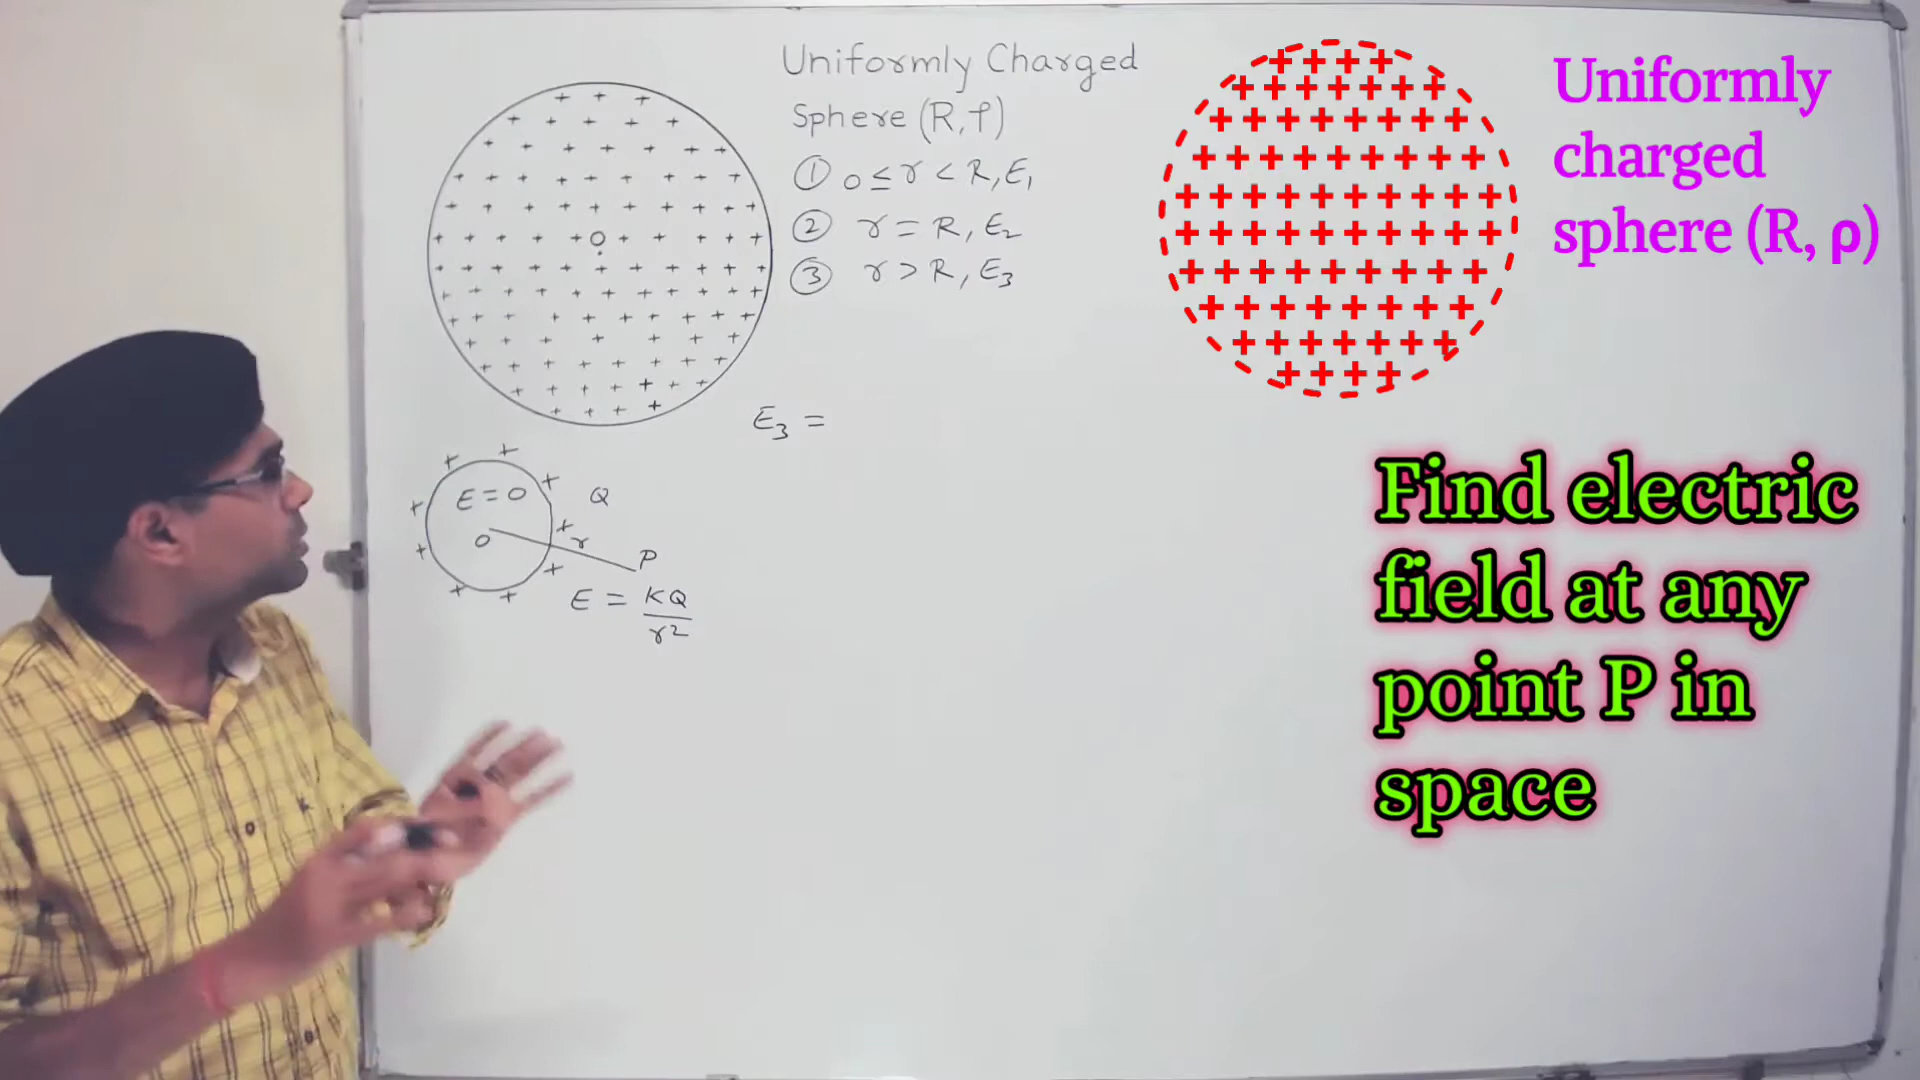 Uniformly Charged
Sphere (R, ρ)
① 0 ≤ r < R, E₁
② r = R, E₂
③ r > R, E₃
O
E₃ =
E = 0
Q
O
r
P
E = KQ
r²
Uniformly
charged
sphere (R, ρ)
Find electric
field at any
point P in
space